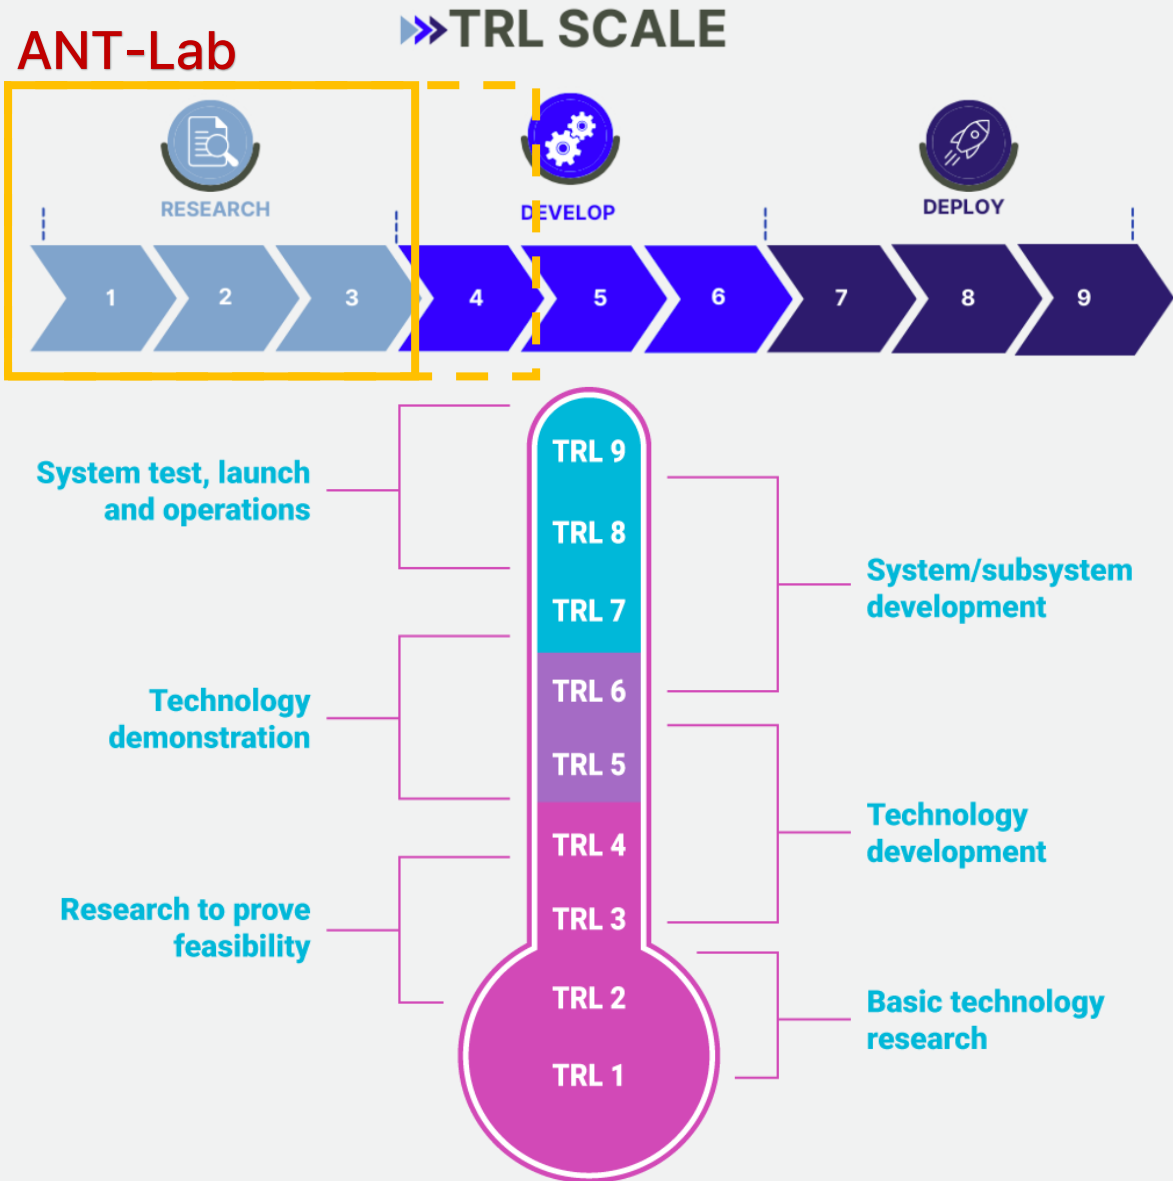 TRL SCALE
ANT-Lab
RESEARCH
DEVELOP
DEPLOY
1
2
3
4
5
6
7
8
9
TRL 9
System test, launch
and operations
TRL 8
System/subsystem
development
TRL 7
TRL 6
Technology
demonstration
TRL 5
Technology
development
TRL 4
Research to prove
feasibility
TRL 3
TRL 2
Basic technology
research
TRL 1